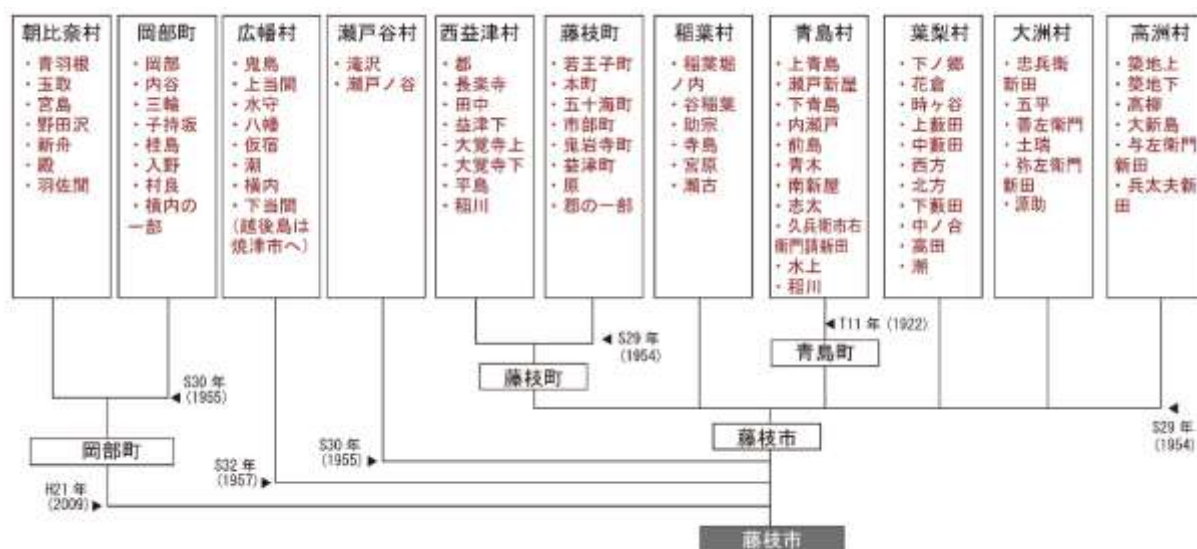 朝比奈村
・青羽根
・玉取
・宮島
・野田沢
・新舟
・殿
・羽佐間
岡部町
・岡部
・内谷
・三輪
・子持坂
・桂島
・入野
・村良
・横内の
一部
広幡村
・鬼島
・上当間
・水守
・八幡
・仮宿
・潮
・横内
・下当間
(越後島は
焼津市へ)
瀬戸谷村
・滝沢
・瀬戸ノ谷
西益津村
・郡
・長楽寺
・田中
・益津下
・大覚寺上
・大覚寺下
・平島
・稲川
藤枝町
・若王子町
・本町
・五十海町
・市部町
・鬼岩寺町
・益津町
・原
・郡の一部
稲葉村
・稲葉堀
ノ内
・谷稲葉
・助宗
・寺島
・宮原
・瀬古
青島村
・上青島
・瀬戸新屋
・下青島
・内瀬戸
・前島
・青木
・南新屋
・志太
・久兵衛市右
衛門請新田
・水上
・稲川
葉梨村
・下ノ郷
・花倉
・時ヶ谷
・上藪田
・中藪田
・西方
・北方
・下藪田
・中ノ合
・高田
・潮
大洲村
・忠兵衛
新田
・五平
・善左衛門
・土瑞
・弥左衛門
新田
・源助
高洲村
・築地上
・築地下
・高柳
・大新島
・与左衛門
新田
・兵太夫新
田
◀ T11年(1922)
◀ S29年
(1954)
青島町
藤枝町
S30年
◀ (1955)
◀
S29年
(1954)
藤枝市
岡部町
S30年
(1955) ▶
S32年
(1957) ▶
H21年
(2009) ▶
藤枝市